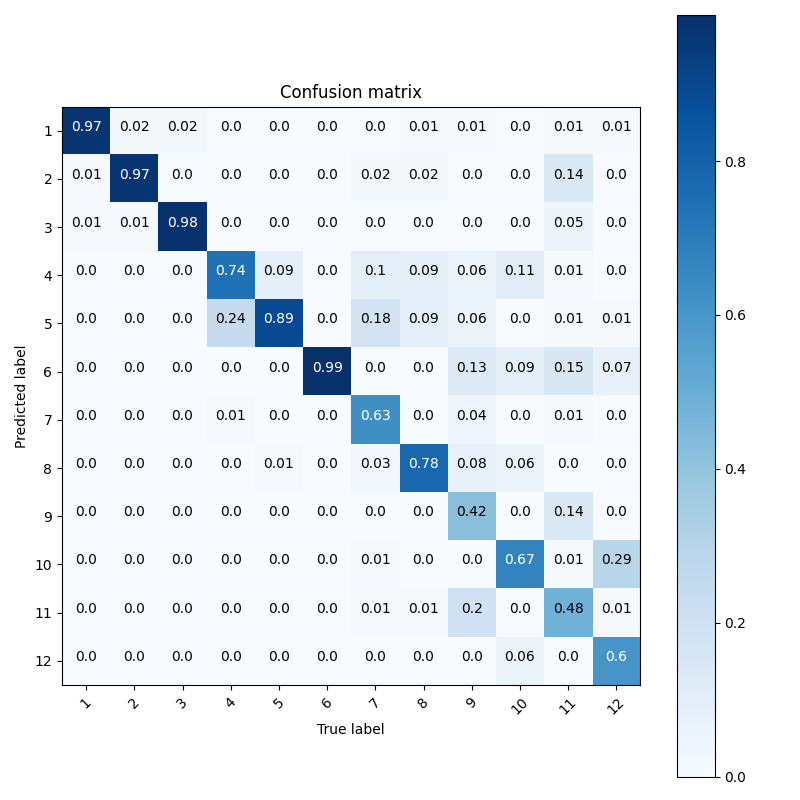 Confusion matrix
1 0.97 0.02 0.02 0.0 0.0 0.0 0.0 0.01 0.01 0.0 0.01 0.01
2 0.01 0.97 0.0 0.0 0.0 0.0 0.02 0.02 0.0 0.0 0.14 0.0
3 0.01 0.01 0.98 0.0 0.0 0.0 0.0 0.0 0.0 0.0 0.05 0.0
4 0.0 0.0 0.0 0.74 0.09 0.0 0.1 0.09 0.06 0.11 0.01 0.0
5 0.0 0.0 0.0 0.24 0.89 0.0 0.18 0.09 0.06 0.0 0.01 0.01
6 0.0 0.0 0.0 0.0 0.0 0.99 0.0 0.0 0.13 0.09 0.15 0.07
7 0.0 0.0 0.0 0.01 0.0 0.0 0.63 0.0 0.04 0.0 0.01 0.0
8 0.0 0.0 0.0 0.0 0.01 0.0 0.03 0.78 0.08 0.06 0.0 0.0
9 0.0 0.0 0.0 0.0 0.0 0.0 0.0 0.0 0.42 0.0 0.14 0.0
10 0.0 0.0 0.0 0.0 0.0 0.0 0.01 0.0 0.0 0.67 0.01 0.29
11 0.0 0.0 0.0 0.0 0.0 0.0 0.01 0.01 0.2 0.0 0.48 0.01
12 0.0 0.0 0.0 0.0 0.0 0.0 0.0 0.0 0.0 0.06 0.0 0.6
1 2 3 4 5 6 7 8 9 10 11 12
True label
Predicted label
0.8
0.6
0.4
0.2
0.0